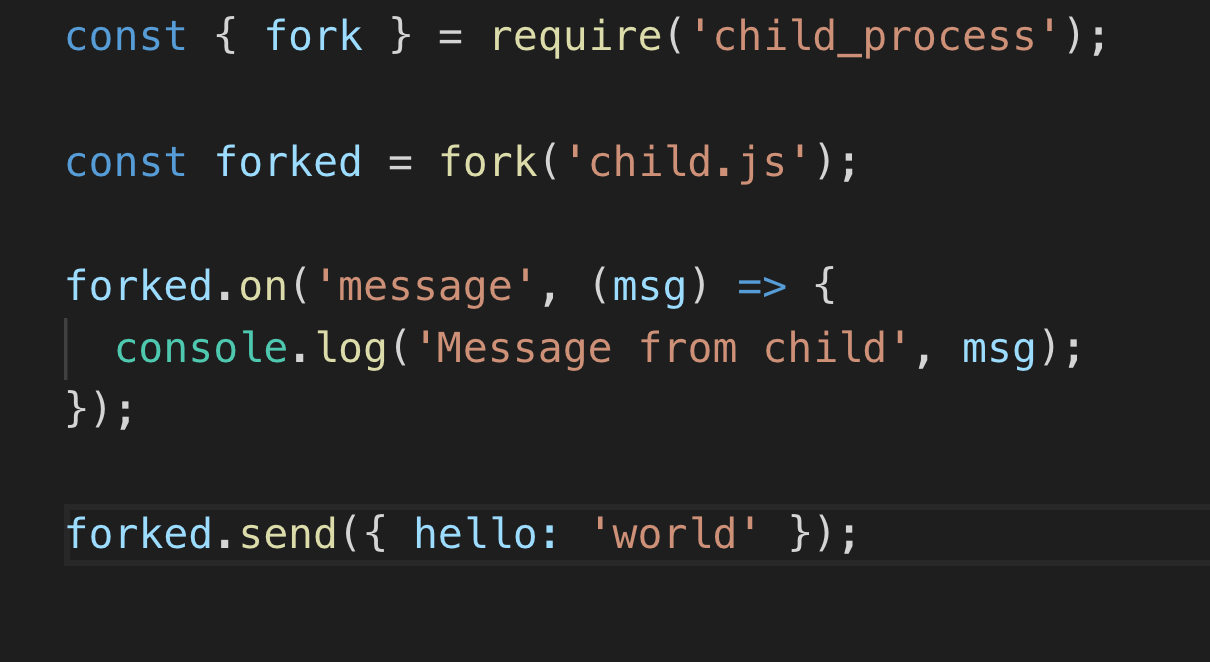 const { fork } = require('child_process');
const forked = fork('child.js');
forked.on('message', (msg) => {
  console.log('Message from child', msg);
});
forked.send({ hello: 'world' });